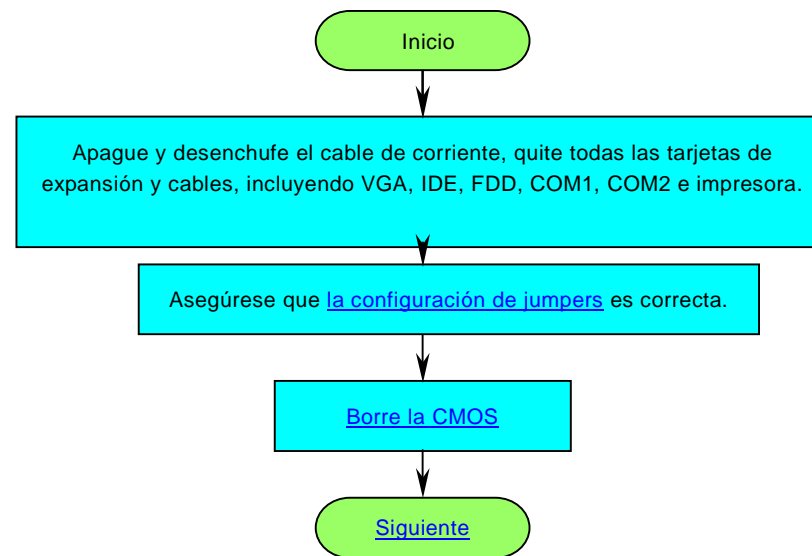 Inicio
Apague y desenchufe el cable de corriente, quite todas las tarjetas de
expansión y cables, incluyendo VGA, IDE, FDD, COM1, COM2 e impresora.
Asegúrese que la configuración de jumpers es correcta.
Borre la CMOS
Siguiente